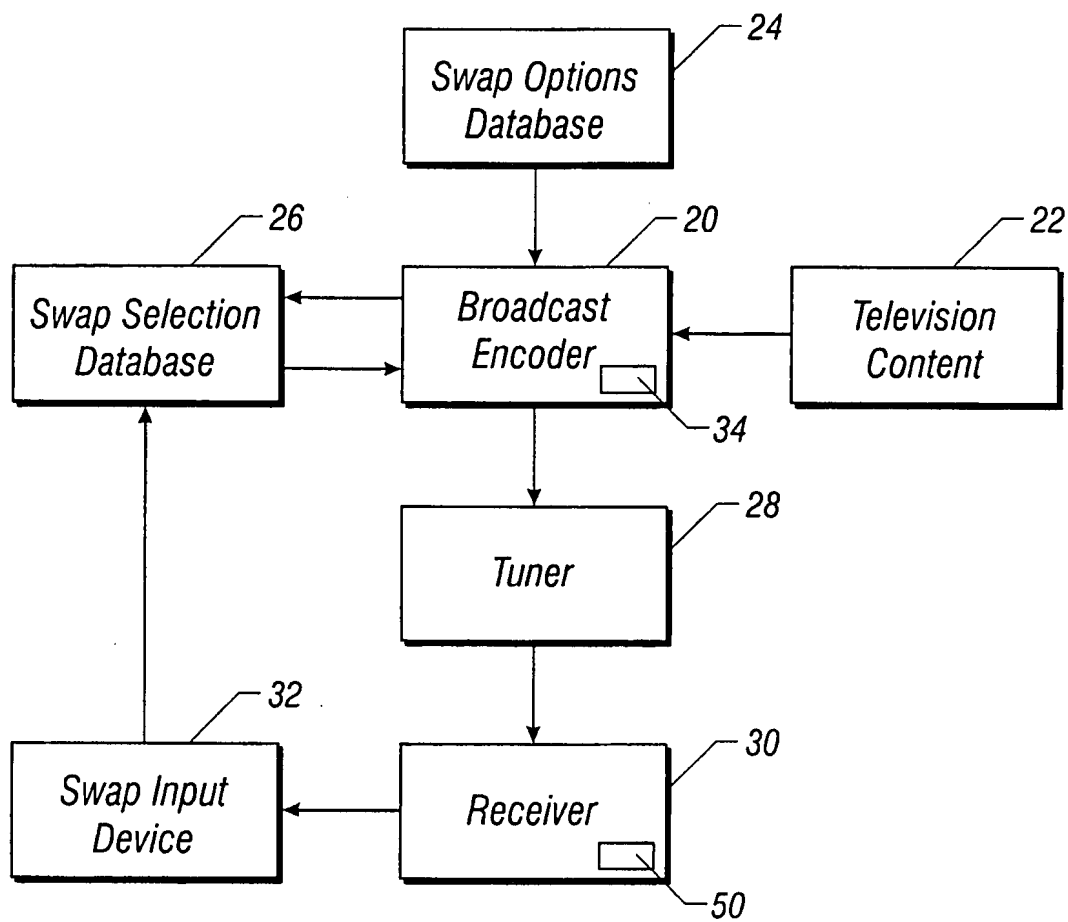 24
Swap Options
Database
26
20
22
Swap Selection
Database
Broadcast
Encoder
Television
Content
34
28
Tuner
32
30
Swap Input
Device
Receiver
50